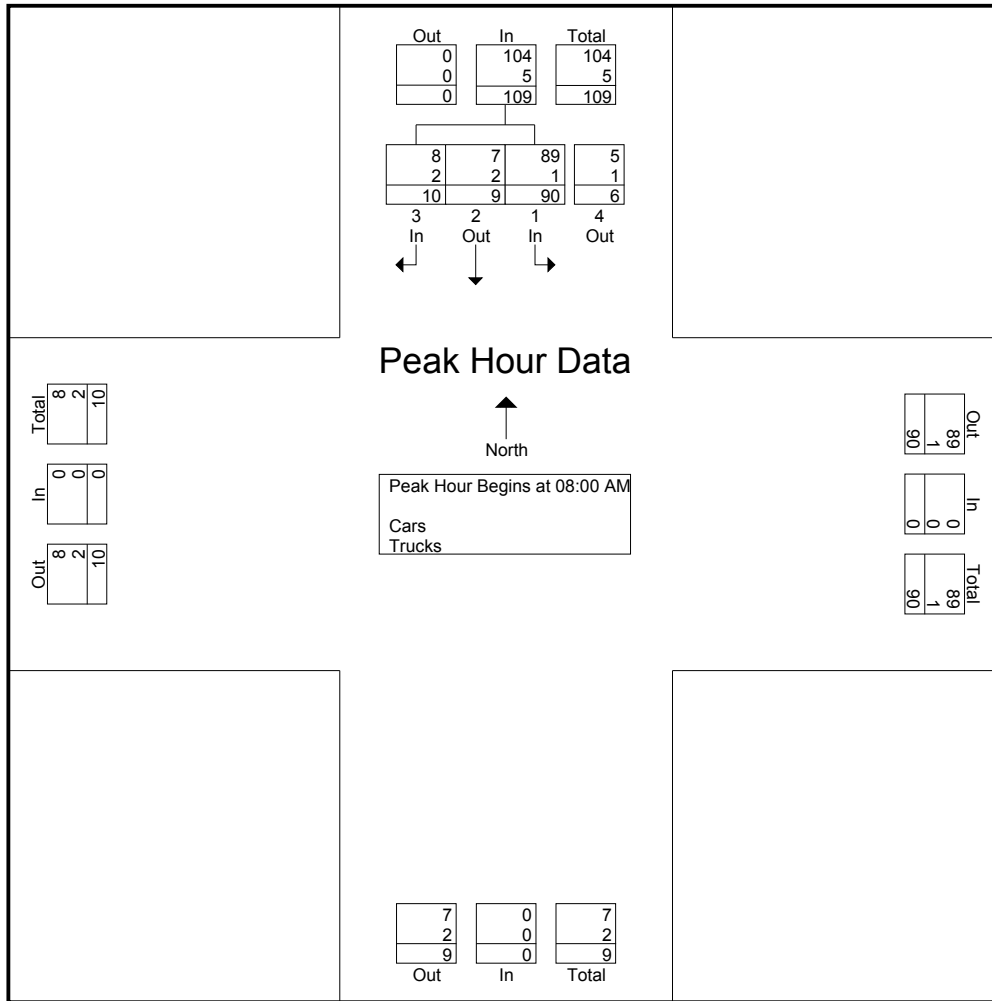 Out In Total
0 104 104
0 5 5
0 109 109
8 7 89 5
2 2 1 1
10 9 90 6
3 2 1 4
In Out In Out
Peak Hour Data
North
Peak Hour Begins at 08:00 AM
Cars
Trucks
Total
8
2
10
In
0
0
0
Out
8
2
10
Out
89
1
90
In
0
0
0
Total
89
1
90
7 0 7
2 0 2
9 0 9
Out In Total